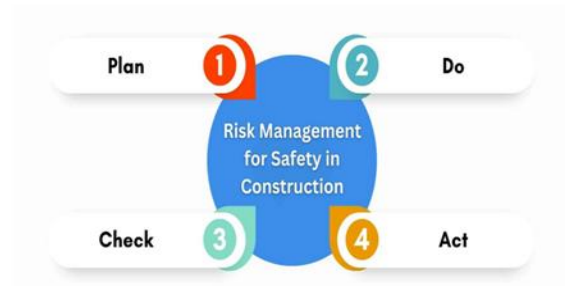 Plan
1
2
Do
Risk Management
for Safety in
Construction
Check
3
4
Act